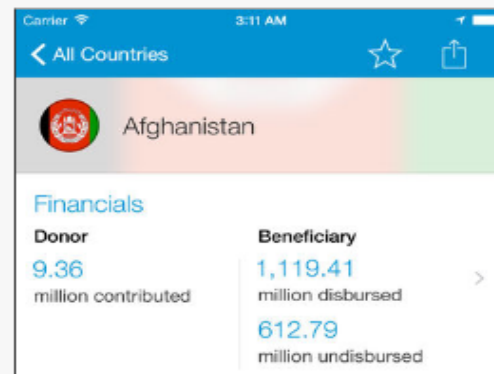 Carrier 3:11 AM
All Countries
Afghanistan
Financials
Donor
9.36
million contributed
Beneficiary
1,119.41
million disbursed
612.79
million undisbursed